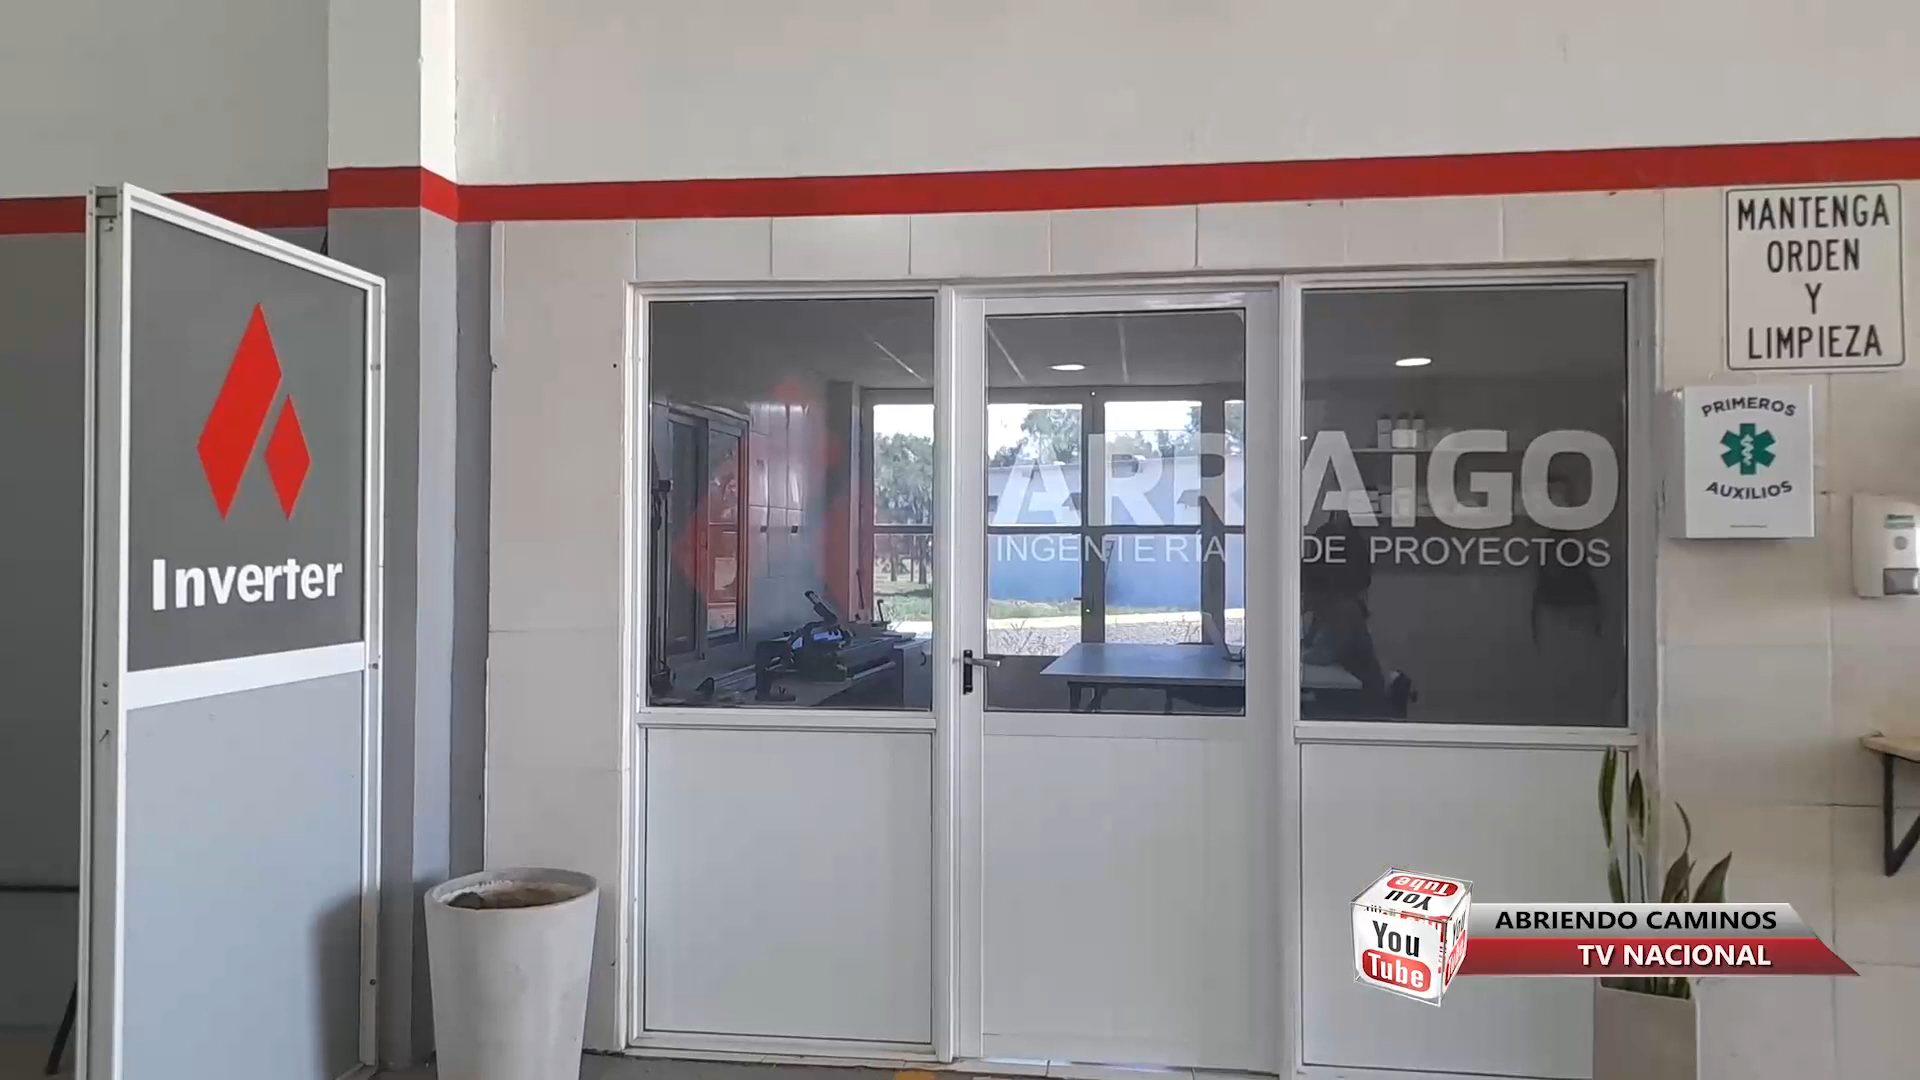 Inverter
ARRAIGO
INGENIERÍA DE PROYECTOS
MANTENGA
ORDEN
Y
LIMPIEZA
PRIMEROS
AUXILIOS
You
Tube
ABRIENDO CAMINOS
TV NACIONAL